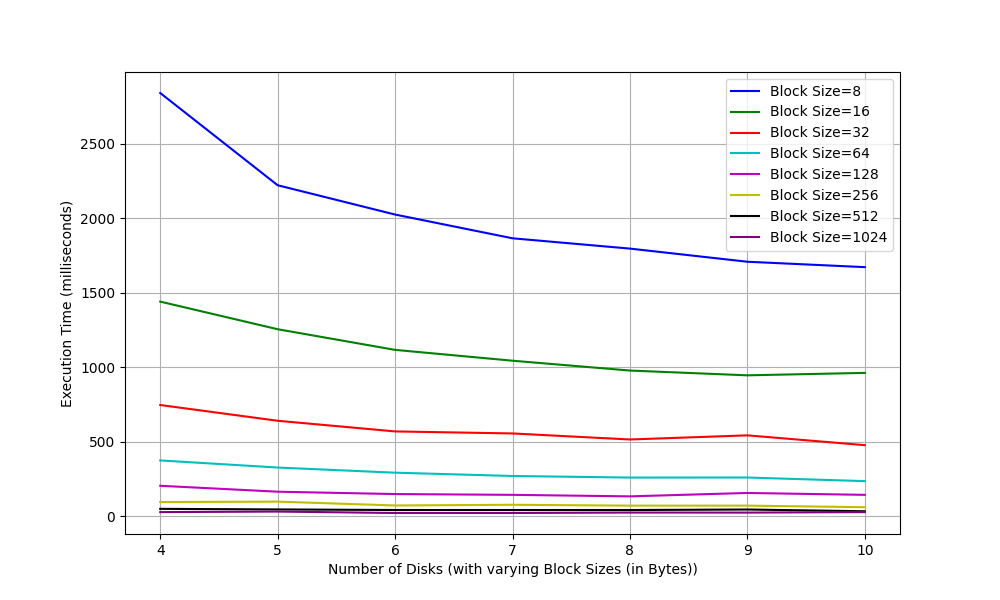 Block Size=8
Block Size=16
Block Size=32
Block Size=64
Block Size=128
Block Size=256
Block Size=512
Block Size=1024
2500
2000
1500
1000
500
0
Execution Time (milliseconds)
4 5 6 7 8 9 10
Number of Disks (with varying Block Sizes (in Bytes))